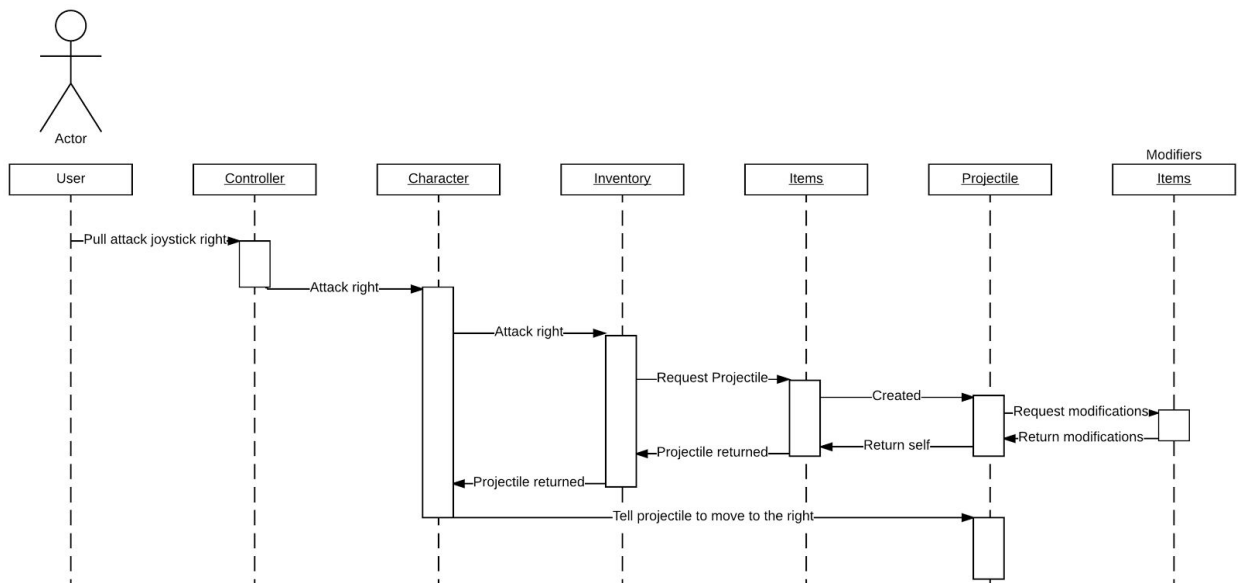 Actor
Modifiers
User
Controller
Character
Inventory
Items
Projectile
Items
Pull attack joystick right
Attack right
Attack right
Request Projectile
Created
Request modifications
Return modifications
Return self
Projectile returned
Projectile returned
Tell projectile to move to the right